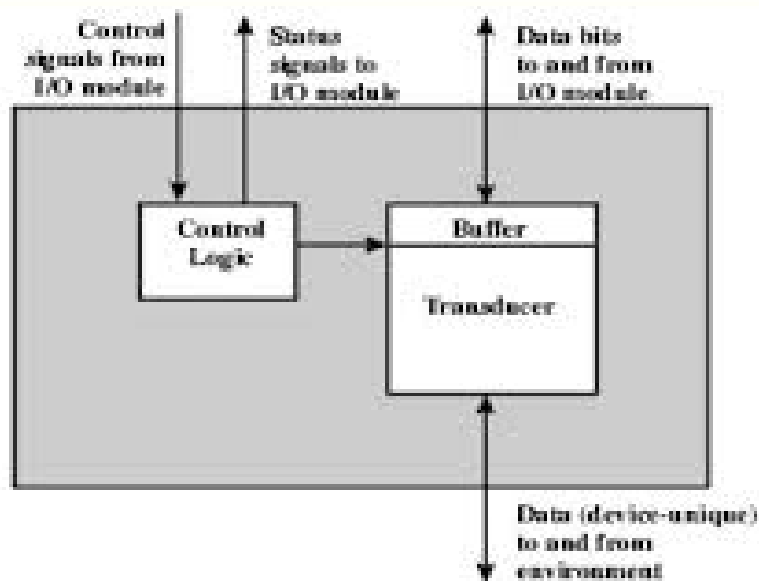 Control
signals from
I/O module
Status
signals to
I/O module
Data bits
to and from
I/O module
Control
Logic
Buffer
Transducer
Data (device-unique)
to and from
environment